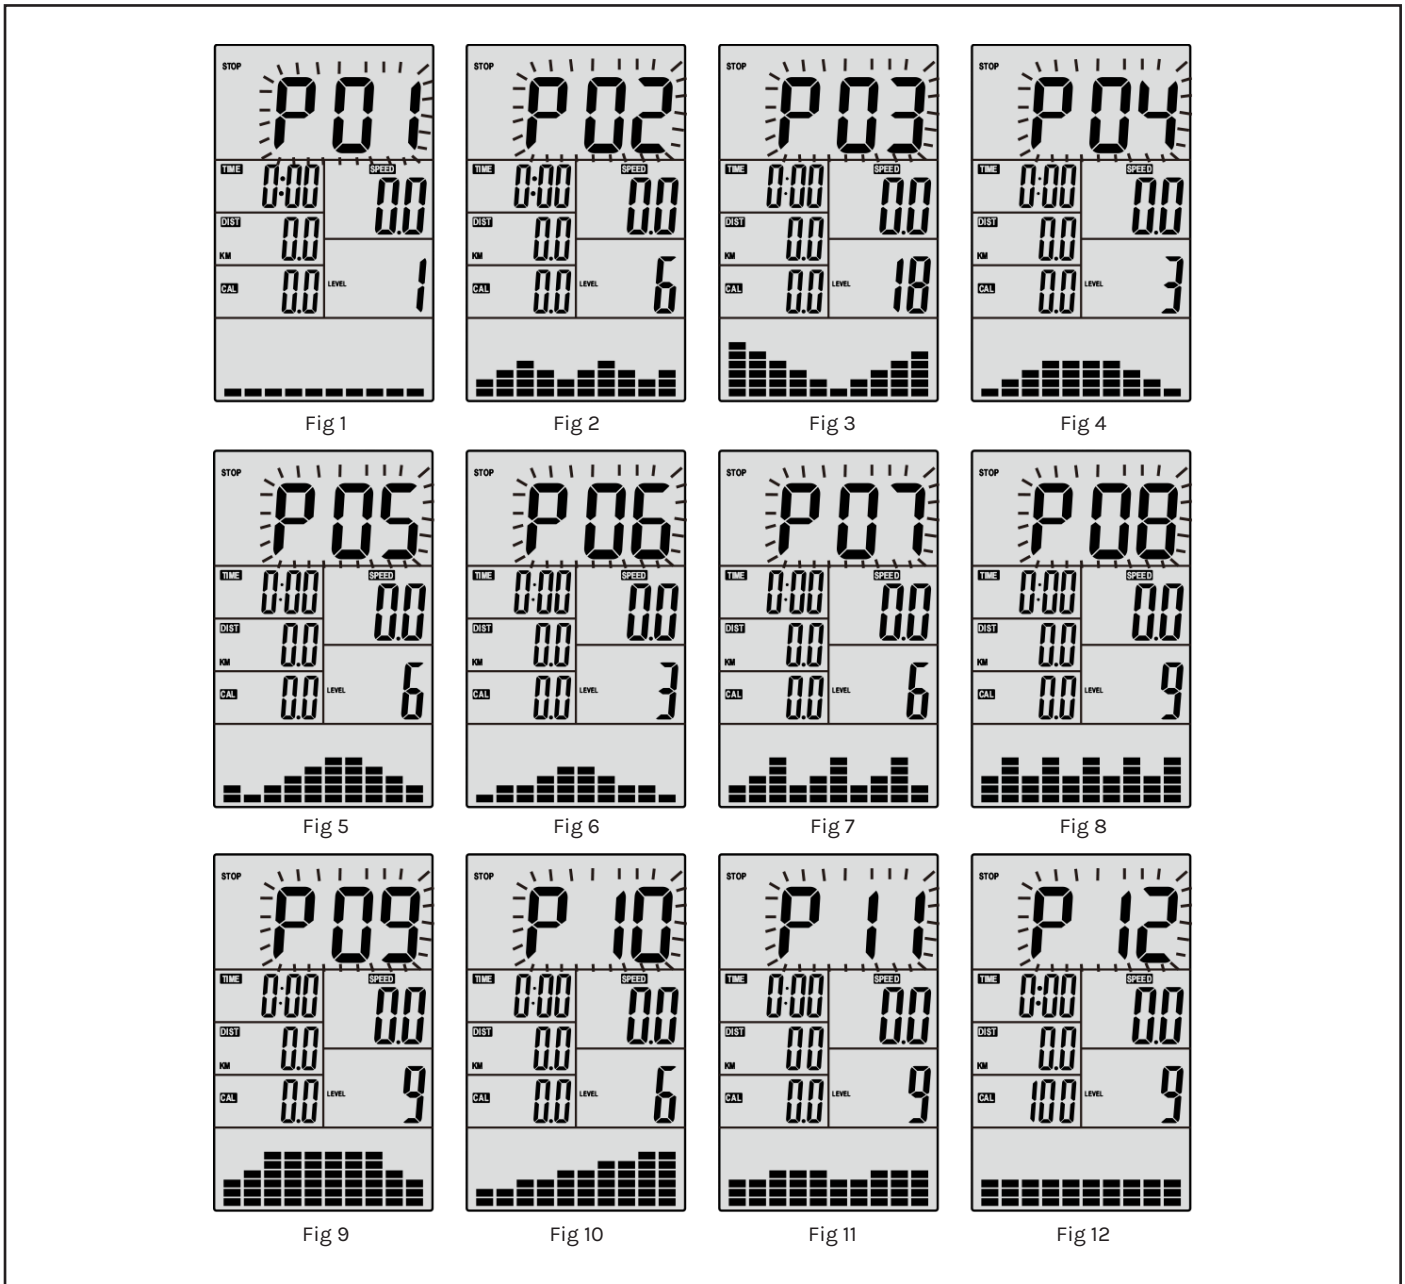 STOP STOP STOP STOP
P01 P02 P03 P04
TIME 0:00 SPEED 0.0 TIME 0:00 SPEED 0.0 TIME 0:00 SPEED 0.0 TIME 0:00 SPEED 0.0
DIST 0.0 DIST 0.0 DIST 0.0 DIST 0.0
KM KM KM KM
CAL 0.0 LEVEL 1 CAL 0.0 LEVEL 6 CAL 0.0 LEVEL 18 CAL 0.0 LEVEL 3
Fig 1 Fig 2 Fig 3 Fig 4
STOP STOP STOP STOP
P05 P06 P07 P08
TIME 0:00 SPEED 0.0 TIME 0:00 SPEED 0.0 TIME 0:00 SPEED 0.0 TIME 0:00 SPEED 0.0
DIST 0.0 DIST 0.0 DIST 0.0 DIST 0.0
KM KM KM KM
CAL 0.0 LEVEL 6 CAL 0.0 LEVEL 3 CAL 0.0 LEVEL 6 CAL 0.0 LEVEL 9
Fig 5 Fig 6 Fig 7 Fig 8
STOP STOP STOP STOP
P09 P10 P11 P12
TIME 0:00 SPEED 0.0 TIME 0:00 SPEED 0.0 TIME 0:00 SPEED 0.0 TIME 0:00 SPEED 0.0
DIST 0.0 DIST 0.0 DIST 0.0 DIST 0.0
KM KM KM KM
CAL 0.0 LEVEL 9 CAL 0.0 LEVEL 6 CAL 0.0 LEVEL 9 CAL 100 LEVEL 9
Fig 9 Fig 10 Fig 11 Fig 12